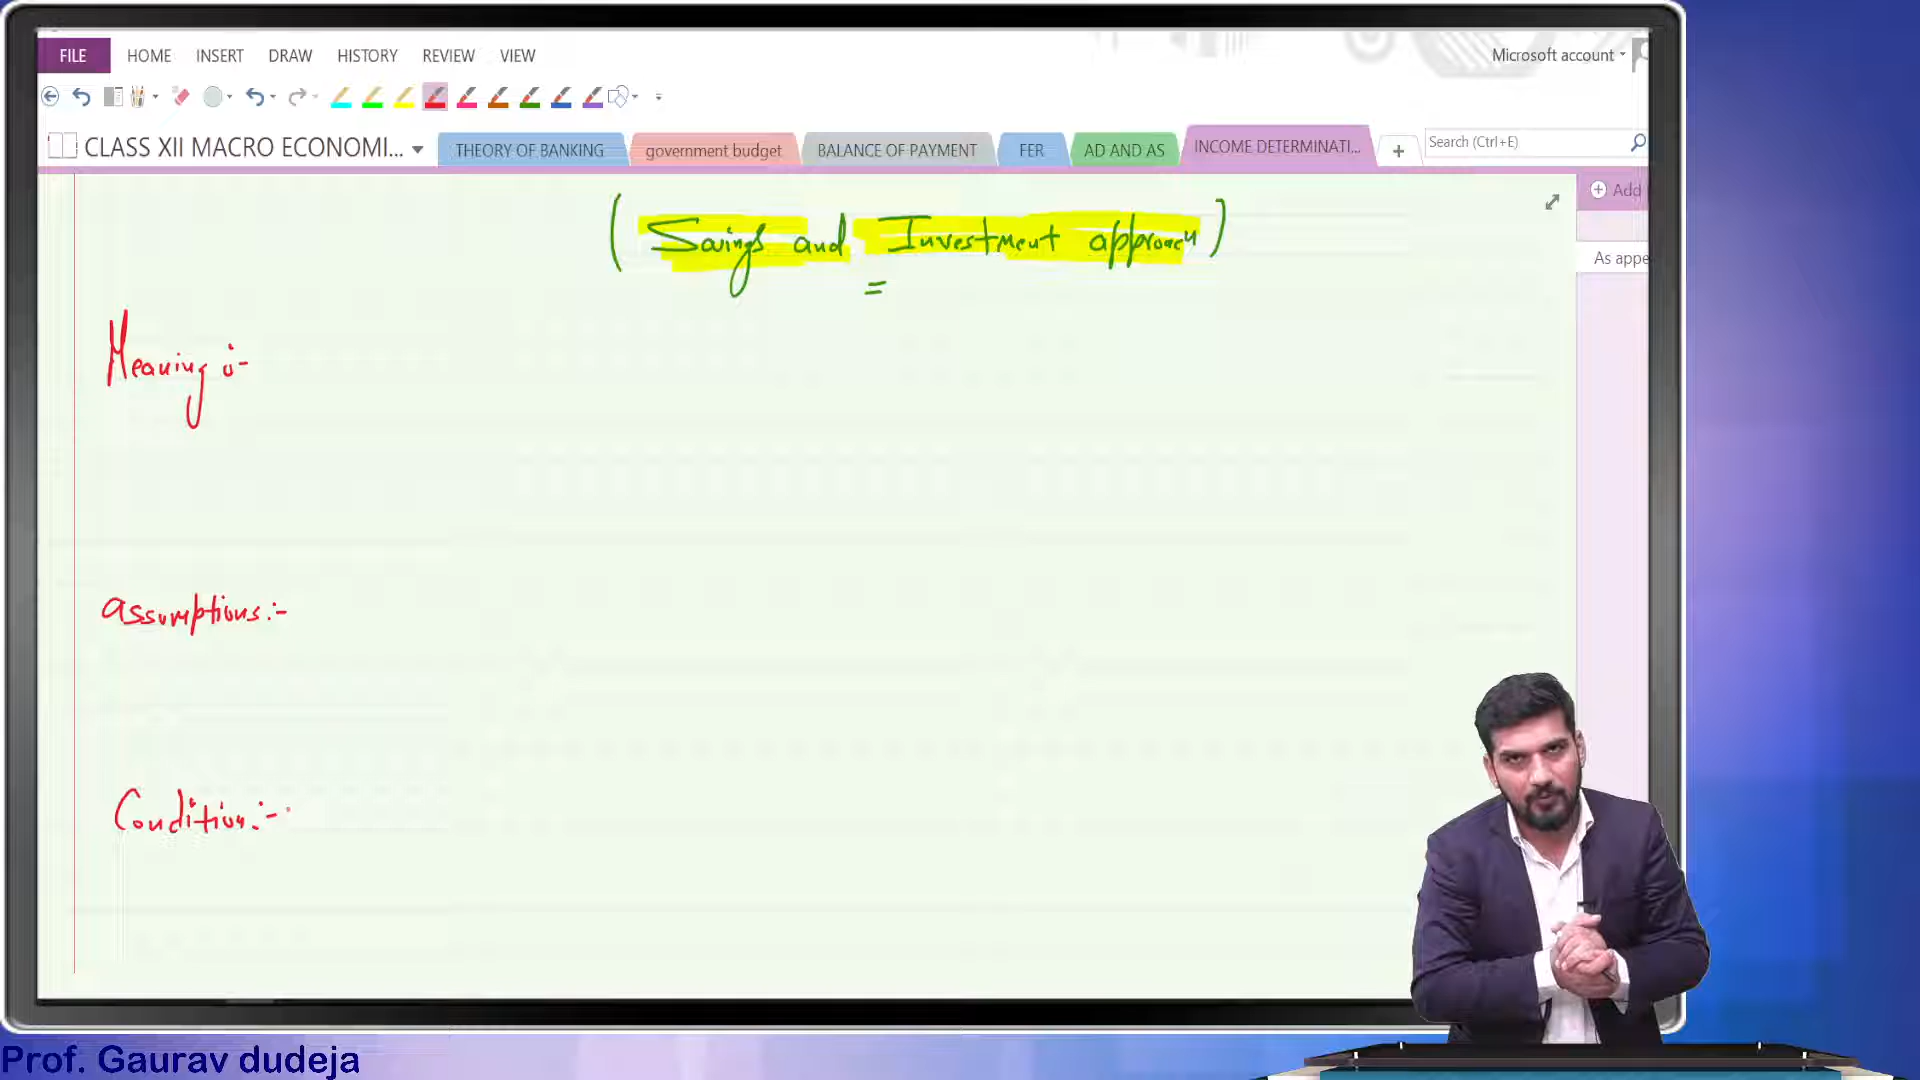 FILE HOME INSERT DRAW HISTORY REVIEW VIEW Microsoft account
CLASS XII MACRO ECONOMI... THEORY OF BANKING government budget BALANCE OF PAYMENT FER AD AND AS INCOME DETERMINATI... + Search (Ctrl+E)
Add
(Savings and Investment approach)
=
As appe
Meaning :-
Assumptions :-
Condition :-
Prof. Gaurav dudeja